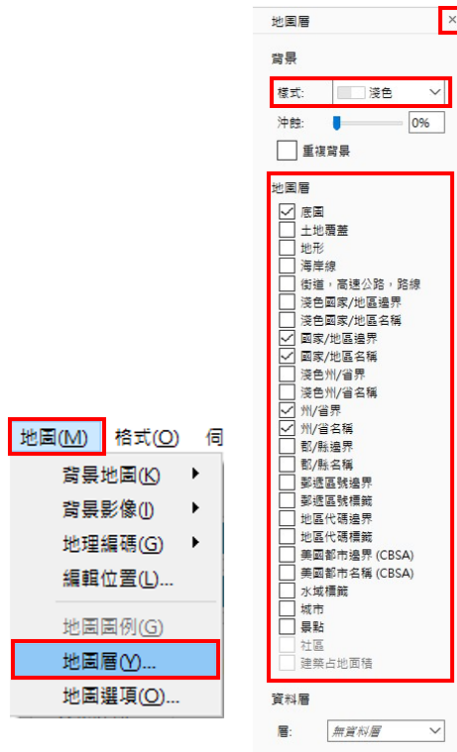 地圖(M)
格式(O)
伺
背景地圖(K)
背景影像(I)
地理編碼(G)
編輯位置(L)...
地圖圖例(G)
地圖層(Y)...
地圖選項(O)...
地圖層
×
背景
樣式:
淺色
沖蝕:
0%
重複背景
地圖層
底圖
土地覆蓋
地形
海岸線
街道，高速公路，路線
淺色國家/地區邊界
淺色國家/地區名稱
國家/地區邊界
國家/地區名稱
淺色州/省界
淺色州/省名稱
州/省界
州/省名稱
郡/縣邊界
郡/縣名稱
郵遞區號邊界
郵遞區號標籤
地區代碼邊界
地區代碼標籤
美國都市邊界 (CBSA)
美國都市名稱 (CBSA)
水域標籤
城市
景點
社區
建築占地面積
資料層
層:
無資料層